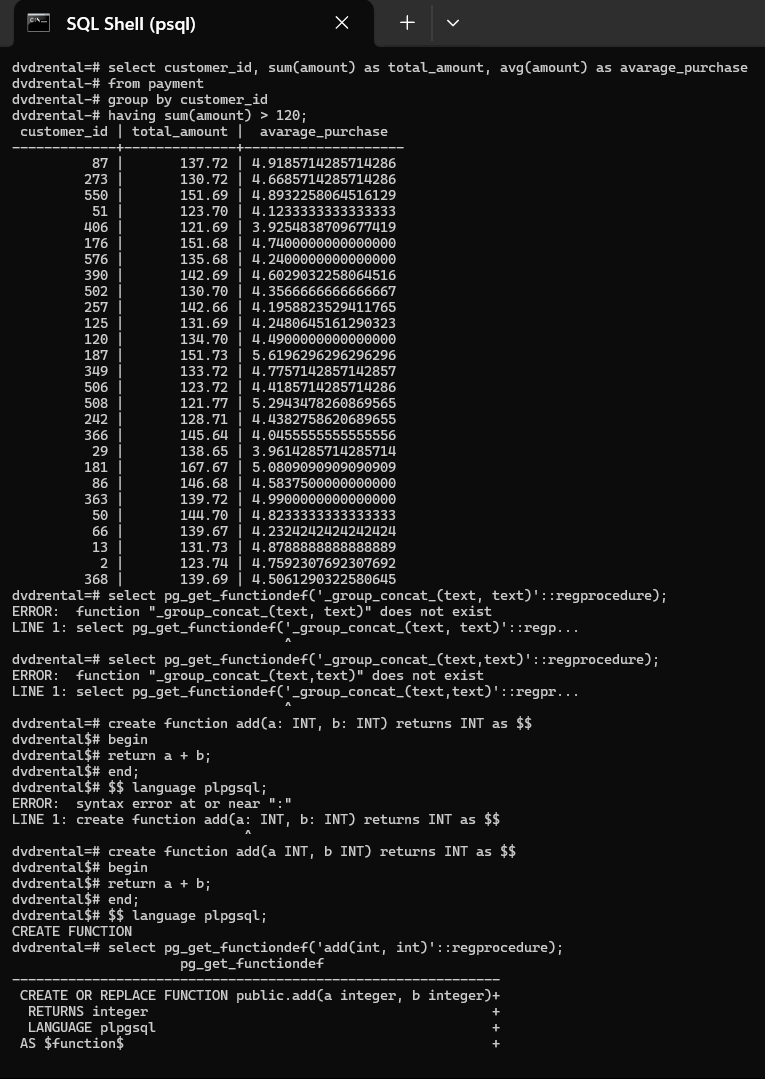 SQL Shell (psql)
dvdrental=# select customer_id, sum(amount) as total_amount, avg(amount) as avarage_purchase
dvdrental-# from payment
dvdrental-# group by customer_id
dvdrental-# having sum(amount) > 120;
 customer_id | total_amount |  avarage_purchase
-------------+--------------+--------------------
          87 |       137.72 | 4.9185714285714286
         273 |       130.72 | 4.6685714285714286
         550 |       151.69 | 4.8932258064516129
          51 |       123.70 | 4.1233333333333333
         406 |       121.69 | 3.9254838709677419
         176 |       151.68 | 4.7400000000000000
         576 |       135.68 | 4.2400000000000000
         390 |       142.69 | 4.6029032258064516
         502 |       130.70 | 4.3566666666666667
         257 |       142.66 | 4.1958823529411765
         125 |       131.69 | 4.2480645161290323
         120 |       134.70 | 4.4900000000000000
         187 |       151.73 | 5.6196296296296296
         349 |       133.72 | 4.7757142857142857
         506 |       123.72 | 4.4185714285714286
         508 |       121.77 | 5.2943478260869565
         242 |       128.71 | 4.4382758620689655
         366 |       145.64 | 4.0455555555555556
          29 |       138.65 | 3.9614285714285714
         181 |       167.67 | 5.0809090909090909
          86 |       146.68 | 4.5837500000000000
         363 |       139.72 | 4.9900000000000000
          50 |       144.70 | 4.8233333333333333
          66 |       139.67 | 4.2324242424242424
          13 |       131.73 | 4.8788888888888889
           2 |       123.74 | 4.7592307692307692
         368 |       139.69 | 4.5061290322580645
dvdrental=# select pg_get_functiondef('_group_concat_(text, text)'::regprocedure);
ERROR:  function "_group_concat_(text, text)" does not exist
LINE 1: select pg_get_functiondef('_group_concat_(text, text)'::regp...
                                  ^
dvdrental=# select pg_get_functiondef('_group_concat_(text,text)'::regprocedure);
ERROR:  function "_group_concat_(text,text)" does not exist
LINE 1: select pg_get_functiondef('_group_concat_(text,text)'::regpr...
                                  ^
dvdrental=# create function add(a: INT, b: INT) returns INT as $$
dvdrental$# begin
dvdrental$# return a + b;
dvdrental$# end;
dvdrental$# $$ language plpgsql;
ERROR:  syntax error at or near ":"
LINE 1: create function add(a: INT, b: INT) returns INT as $$
                             ^
dvdrental=# create function add(a INT, b INT) returns INT as $$
dvdrental$# begin
dvdrental$# return a + b;
dvdrental$# end;
dvdrental$# $$ language plpgsql;
CREATE FUNCTION
dvdrental=# select pg_get_functiondef('add(int, int)'::regprocedure);
                     pg_get_functiondef
-------------------------------------------------------------
 CREATE OR REPLACE FUNCTION public.add(a integer, b integer)+
  RETURNS integer                                           +
  LANGUAGE plpgsql                                          +
 AS $function$                                              +